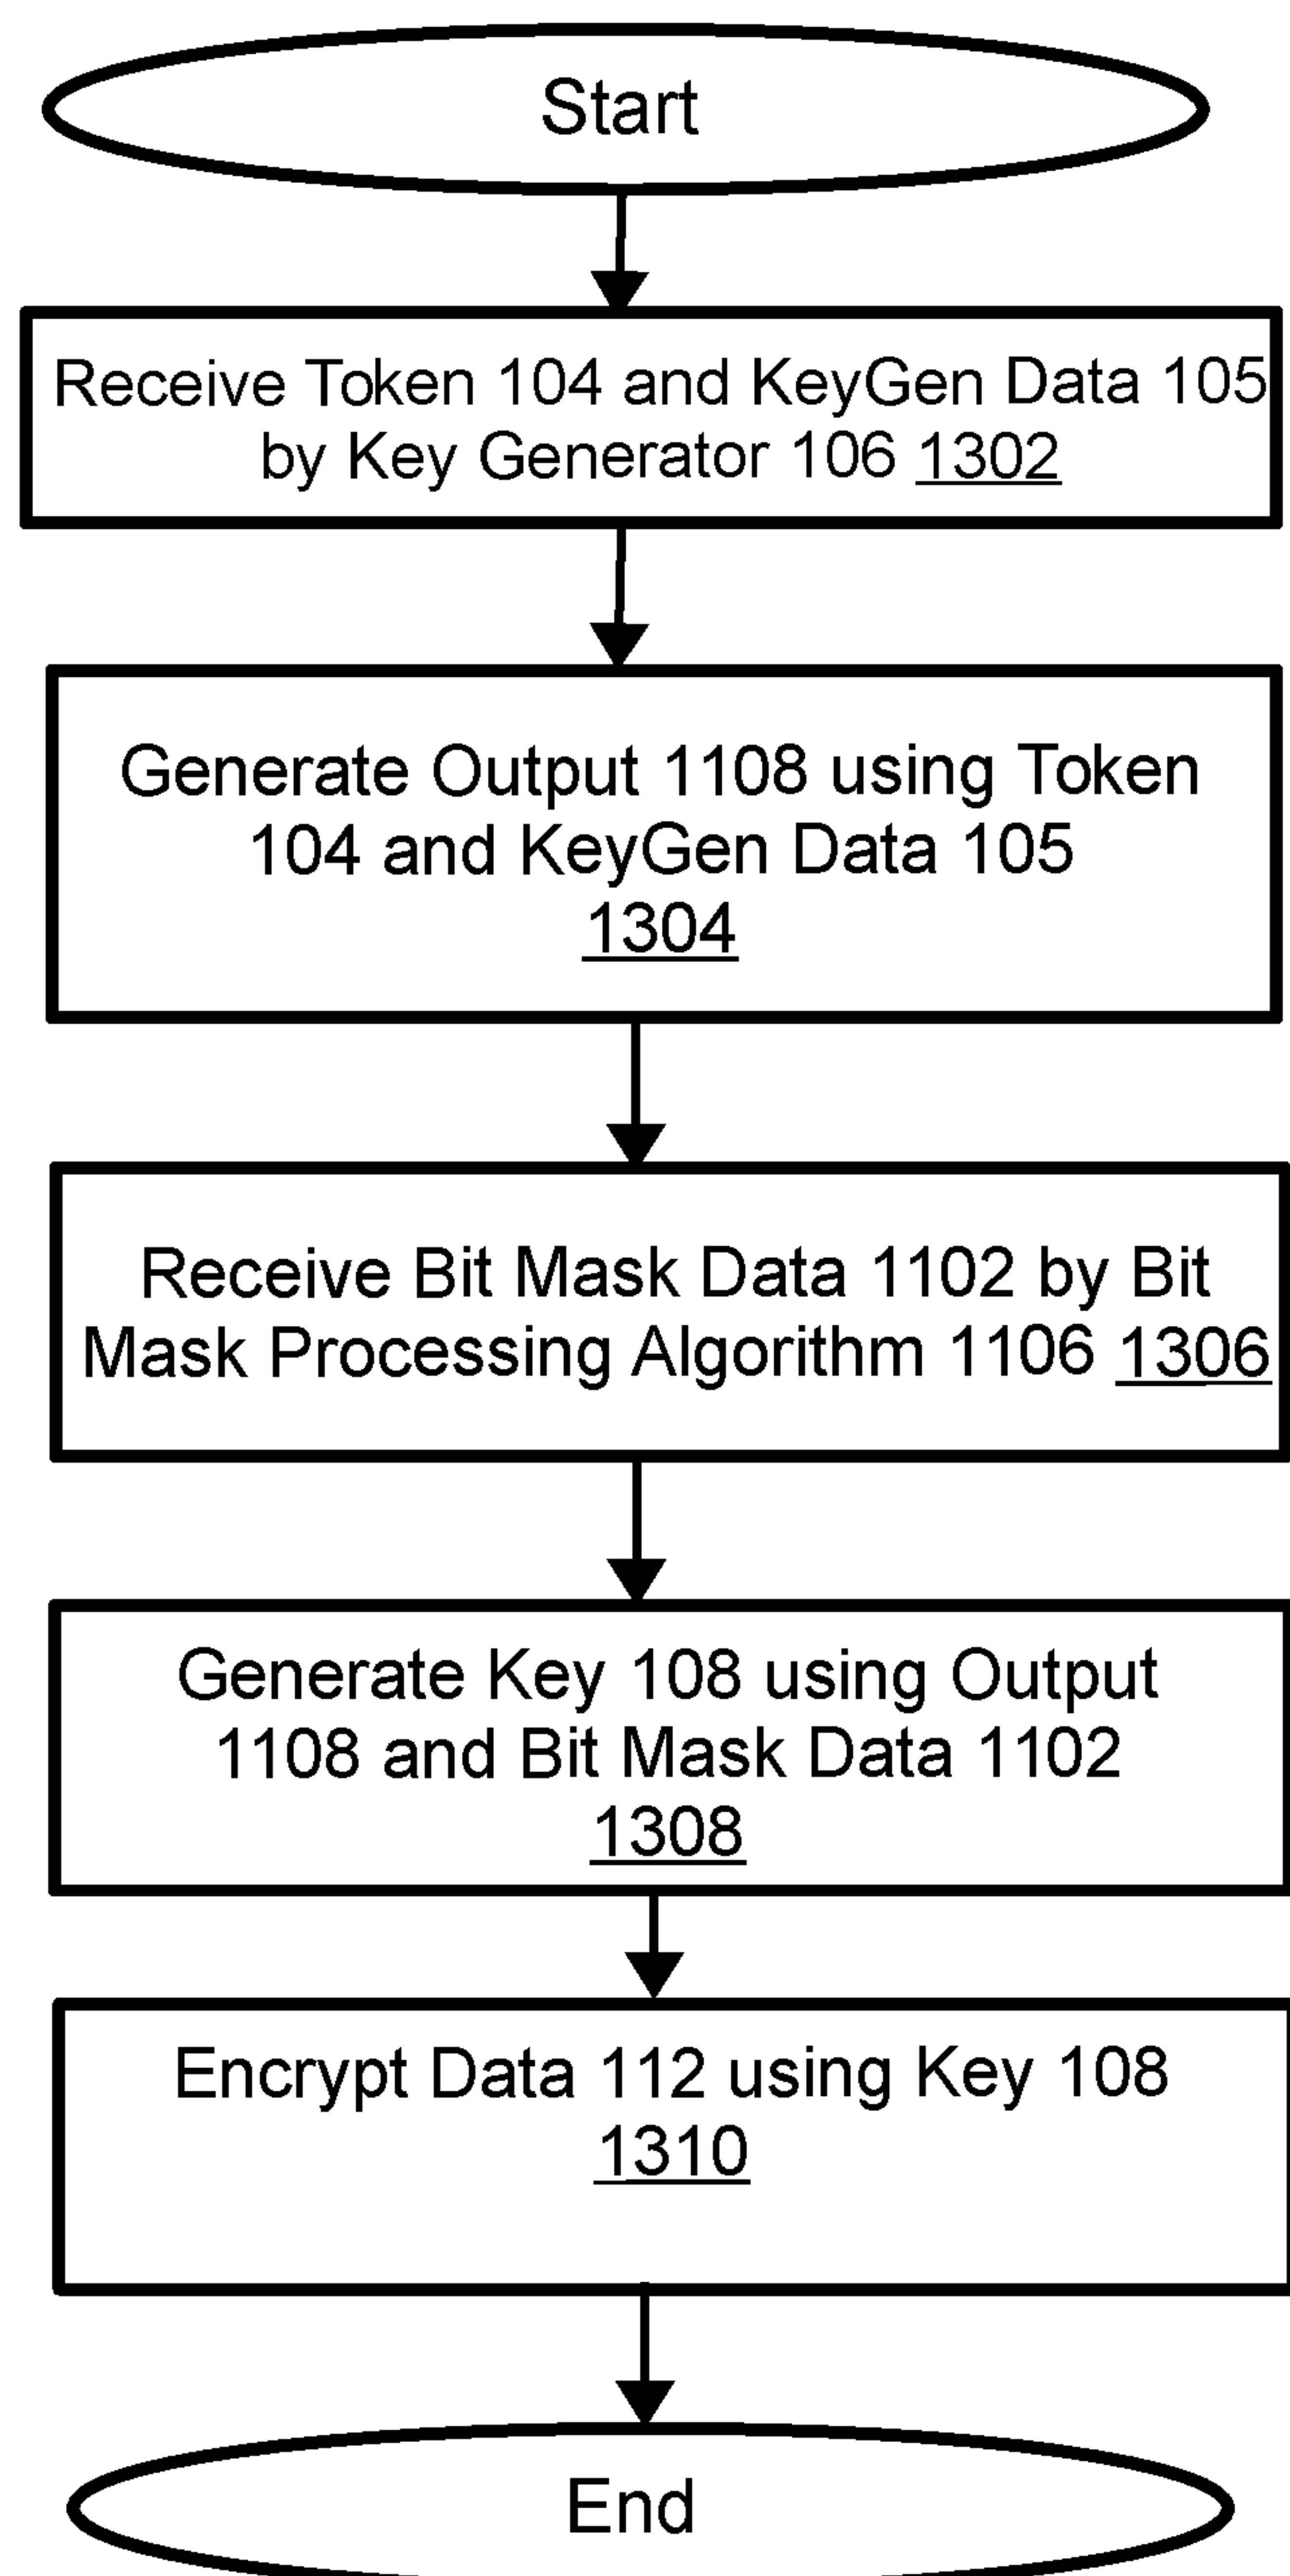 Start
Receive Token 104 and KeyGen Data 105
by Key Generator 106 1302
Generate Output 1108 using Token
104 and KeyGen Data 105
1304
Receive Bit Mask Data 1102 by Bit
Mask Processing Algorithm 1106 1306
Generate Key 108 using Output
1108 and Bit Mask Data 1102
1308
Encrypt Data 112 using Key 108
1310
End